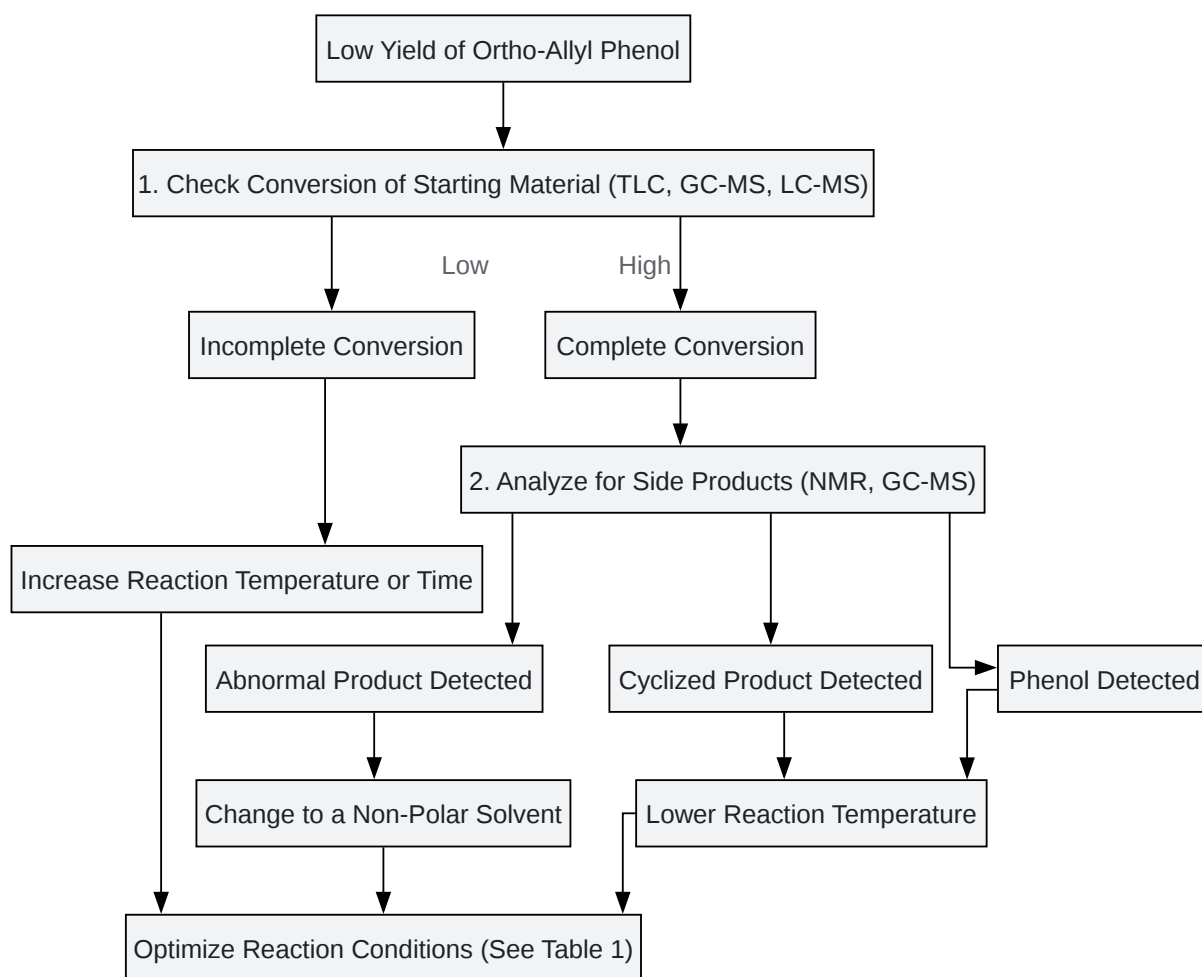 Low Yield of Ortho-Allyl Phenol
1. Check Conversion of Starting Material (TLC, GC-MS, LC-MS)
Low
High
Incomplete Conversion
Complete Conversion
2. Analyze for Side Products (NMR, GC-MS)
Increase Reaction Temperature or Time
Abnormal Product Detected
Cyclized Product Detected
Phenol Detected
Change to a Non-Polar Solvent
Lower Reaction Temperature
Optimize Reaction Conditions (See Table 1)